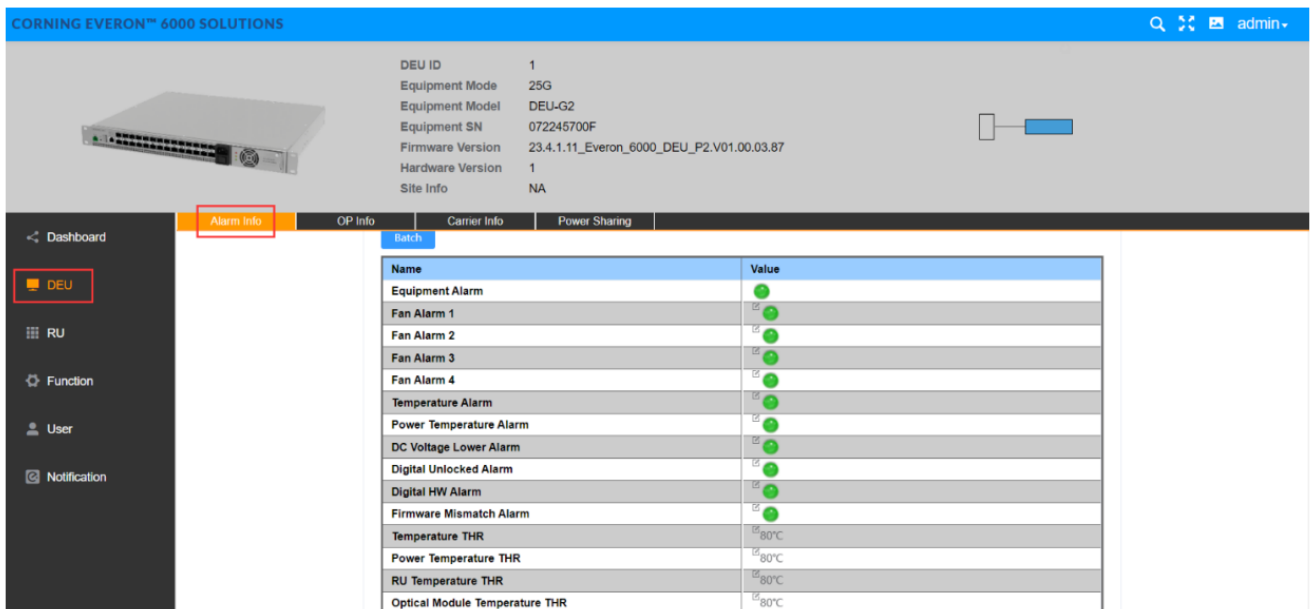 CORNING EVERON™ 6000 SOLUTIONS
admin
DEU ID 1
Equipment Mode 25G
Equipment Model DEU-G2
Equipment SN 072245700F
Firmware Version 23.4.1.11_Everon_6000_DEU_P2.V01.00.03.87
Hardware Version 1
Site Info NA
Alarm Info OP Info Carrier Info Power Sharing
Dashboard
DEU
RU
Function
User
Notification
Batch
Name Value
Equipment Alarm
Fan Alarm 1
Fan Alarm 2
Fan Alarm 3
Fan Alarm 4
Temperature Alarm
Power Temperature Alarm
DC Voltage Lower Alarm
Digital Unlocked Alarm
Digital HW Alarm
Firmware Mismatch Alarm
Temperature THR 80°C
Power Temperature THR 80°C
RU Temperature THR 80°C
Optical Module Temperature THR 80°C